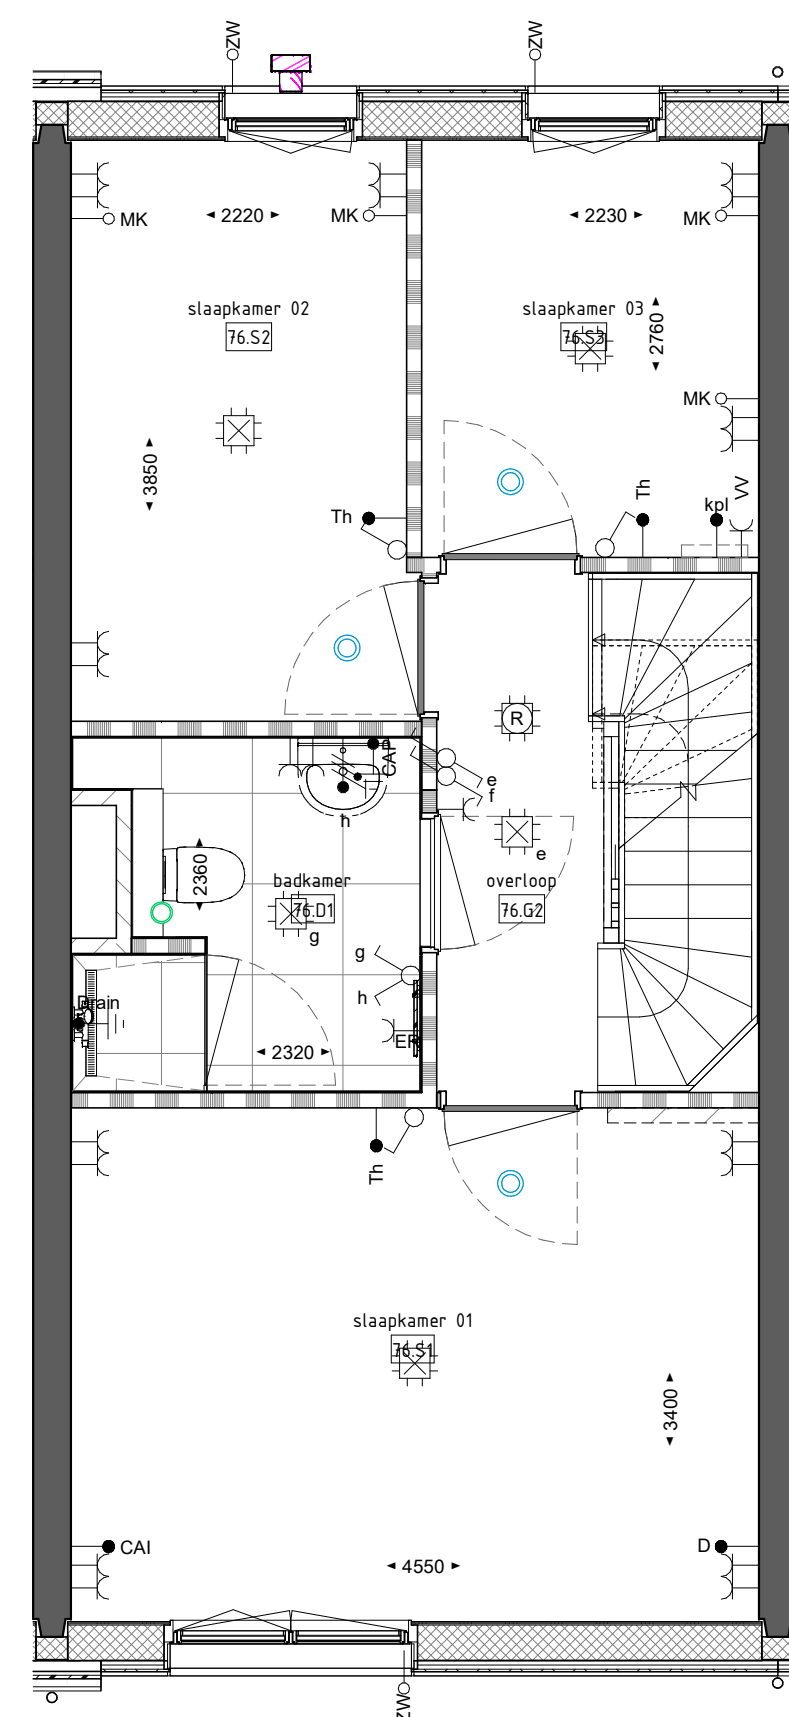 ZW
ZW
MK
2220
MK
2230
MK
slaapkamer 02
76.S2
slaapkamer 03
76.S3
2760
MK
3850
Th
Th
kpl
VV
R
CAP
e
f
h
2360
badkamer
76.D1
g
e
overloop
76.G2
g
h
Drain
2320
Th
slaapkamer 01
76.S1
3400
CAI
D
4550
ZW